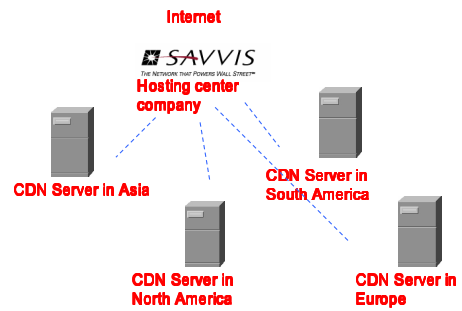 Internet
SAVVIS
THE NETWORK THAT POWERS WALL STREET™
Hosting center
company
CDN Server in Asia
CDN Server in
South America
CDN Server in
North America
CDN Server in
Europe